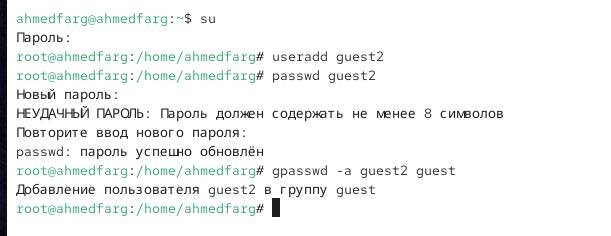 ahmedfarg@ahmedfarg:~$ su
Пароль:
root@ahmedfarg:/home/ahmedfarg# useradd guest2
root@ahmedfarg:/home/ahmedfarg# passwd guest2
Новый пароль:
НЕУДАЧНЫЙ ПАРОЛЬ: Пароль должен содержать не менее 8 символов
Повторите ввод нового пароля:
passwd: пароль успешно обновлён
root@ahmedfarg:/home/ahmedfarg# gpasswd -a guest2 guest
Добавление пользователя guest2 в группу guest
root@ahmedfarg:/home/ahmedfarg#